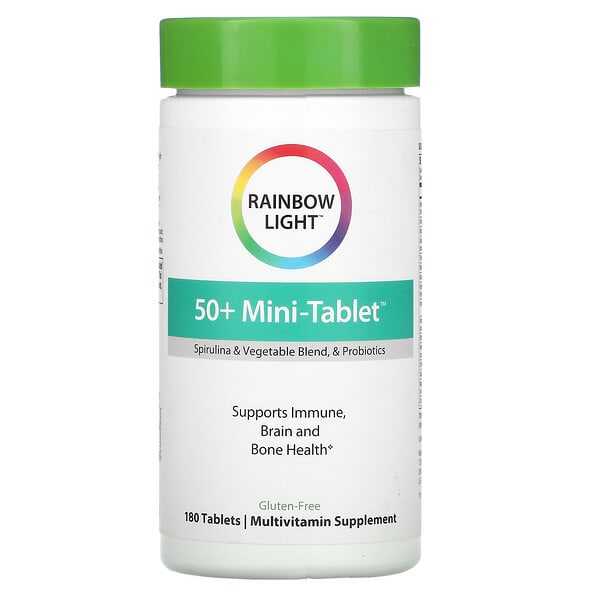 RAINBOW
LIGHT™
50+ Mini-Tablet™
Spirulina & Vegetable Blend, & Probiotics
Supports Immune,
Brain and
Bone Health❖
Gluten-Free
180 Tablets | Multivitamin Supplement